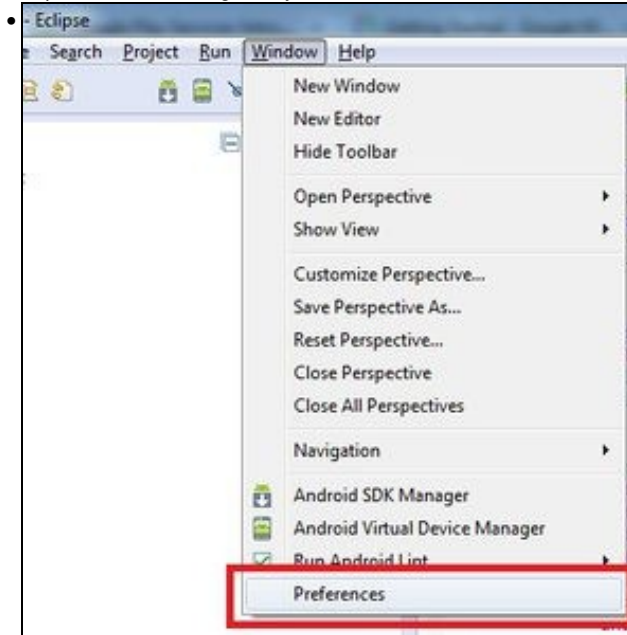 - Eclipse
Search Project Run Window Help
New Window
New Editor
Hide Toolbar
Open Perspective
Show View
Customize Perspective...
Save Perspective As...
Reset Perspective...
Close Perspective
Close All Perspectives
Navigation
Android SDK Manager
Android Virtual Device Manager
Run Android Lint
Preferences